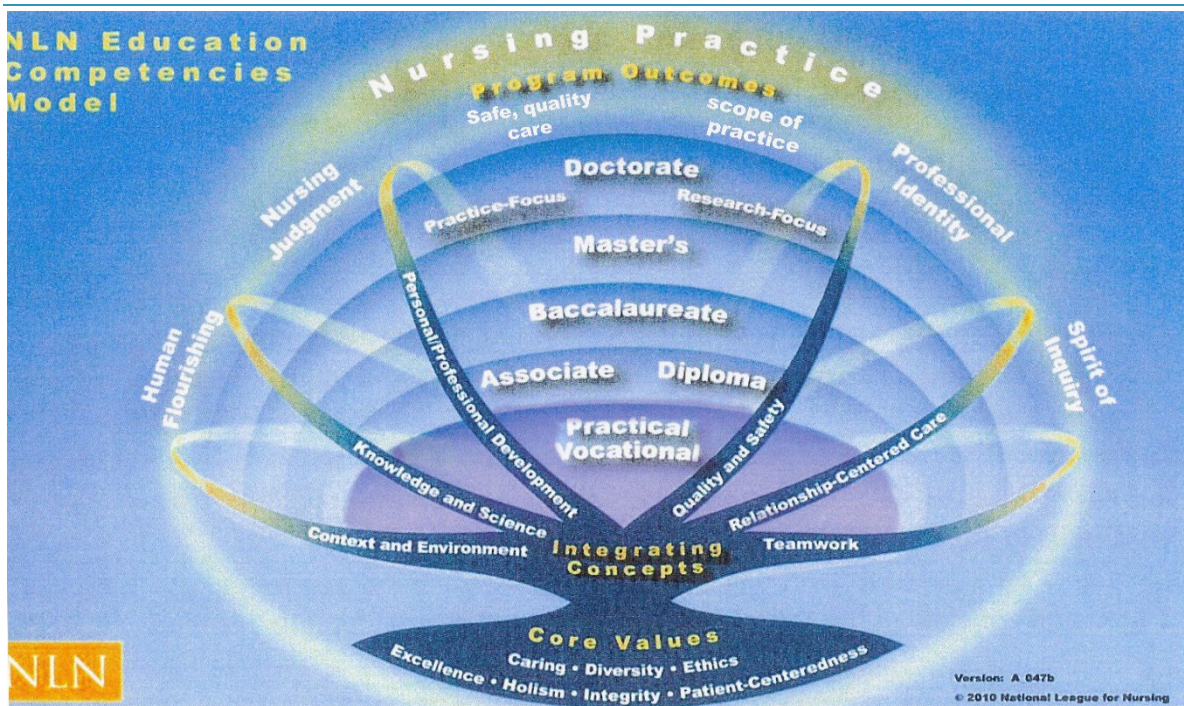 NLN Education
Competencies
Model
Nursing Practice
Program Outcomes
Safe, quality
care
scope of
practice
Nursing
Judgment
Professional
Identity
Human
Flourishing
Spirit of
Inquiry
Doctorate
Practice-Focus
Research-Focus
Master's
Baccalaureate
Associate
Diploma
Practical
Vocational
Personal/Professional Development
Quality and Safety
Knowledge and Science
Relationship-Centered Care
Context and Environment
Teamwork
Integrating
Concepts
Core Values
Caring • Diversity • Ethics
Excellence • Holism • Integrity • Patient-Centeredness
NLN
Version: A_047b
© 2010 National League for Nursing